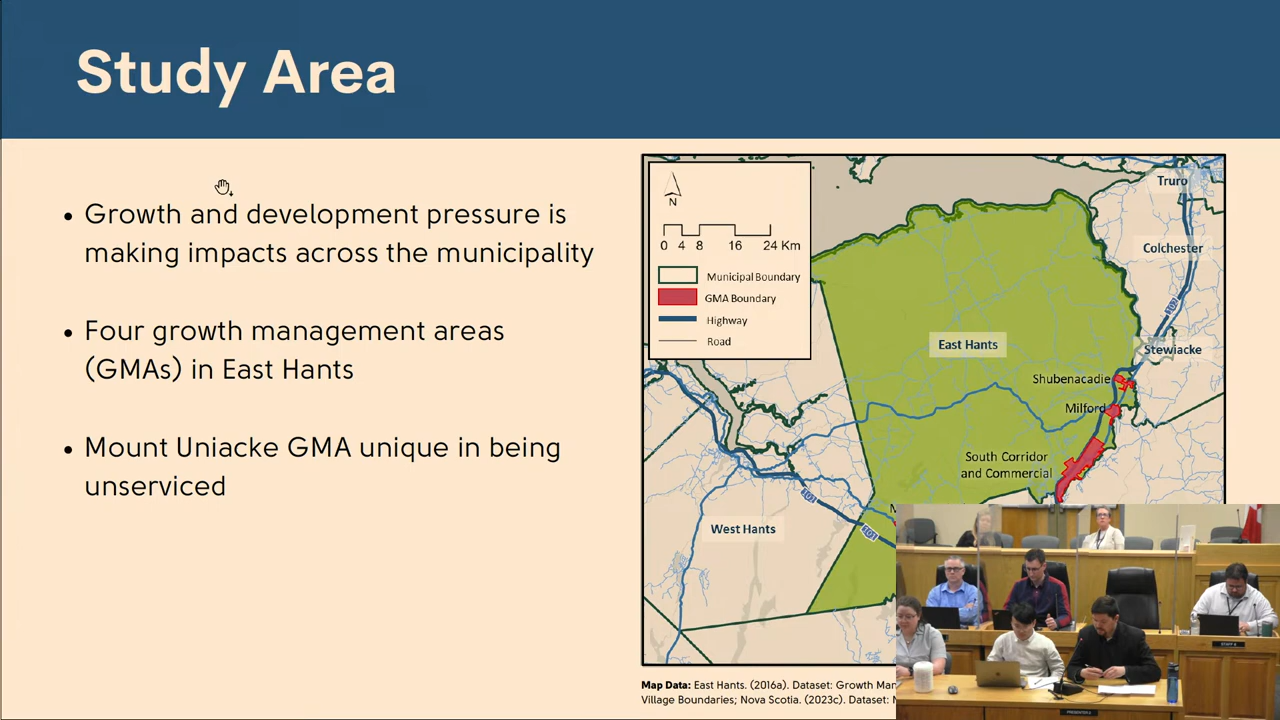 Study Area
• Growth and development pressure is
making impacts across the municipality
• Four growth management areas
(GMAs) in East Hants
• Mount Uniacke GMA unique in being
unserviced
N
0 4 8 16 24 Km
Municipal Boundary
GMA Boundary
Highway
Road
Truro
Colchester
102
East Hants
Stewiacke
Shubenacadie
Milford
South Corridor
and Commercial
West Hants
101
101
Map Data: East Hants. (2016a). Dataset: Growth Man
Village Boundaries; Nova Scotia. (2023c). Dataset: